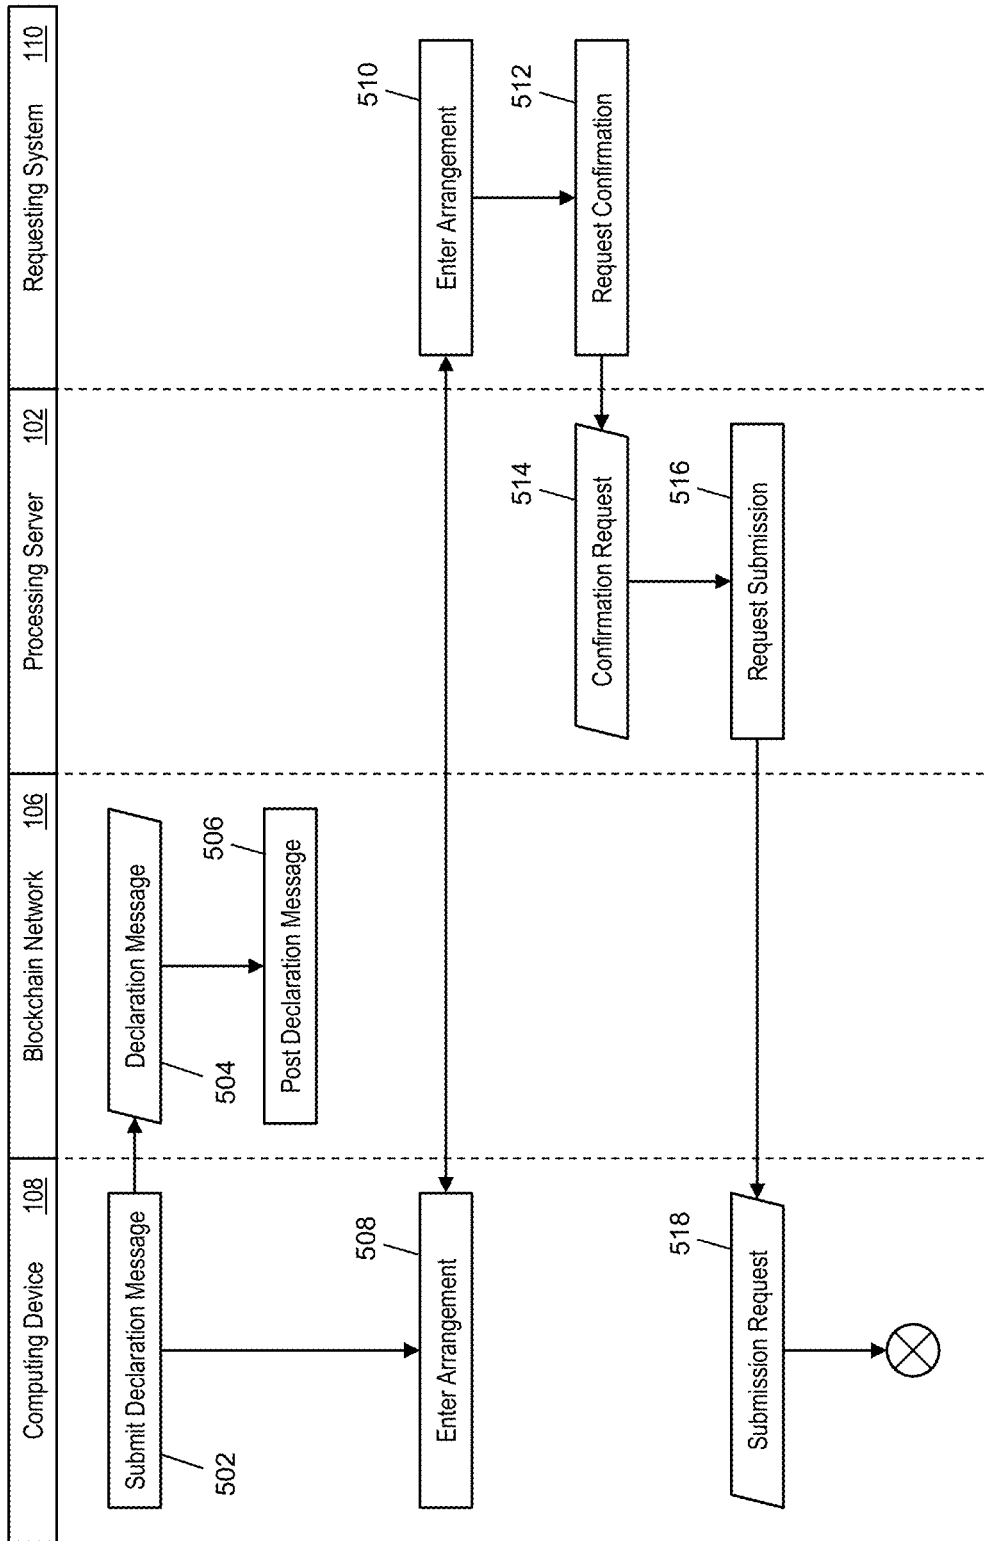 Computing Device 108
Blockchain Network 106
Processing Server 102
Requesting System 110
Submit Declaration Message
502
Declaration Message
504
Post Declaration Message
506
Enter Arrangement
508
Enter Arrangement
510
Request Confirmation
512
Confirmation Request
514
Request Submission
516
Submission Request
518